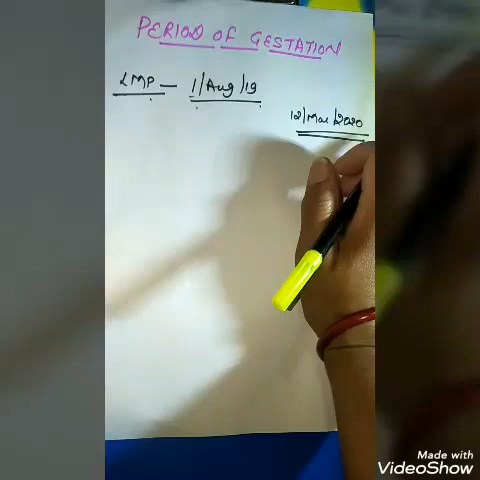 PERIOD OF GESTATION
LMP — 1/Aug/19
12/Mar/2020
Made with
VideoShow